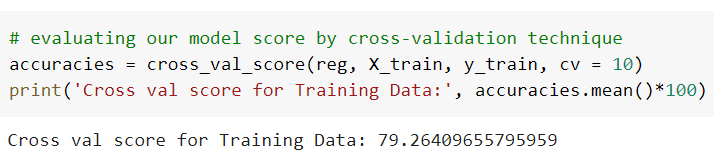 # evaluating our model score by cross-validation technique
accuracies = cross_val_score(reg, X_train, y_train, cv = 10)
print('Cross val score for Training Data:', accuracies.mean()*100)
Cross val score for Training Data: 79.26409655795959